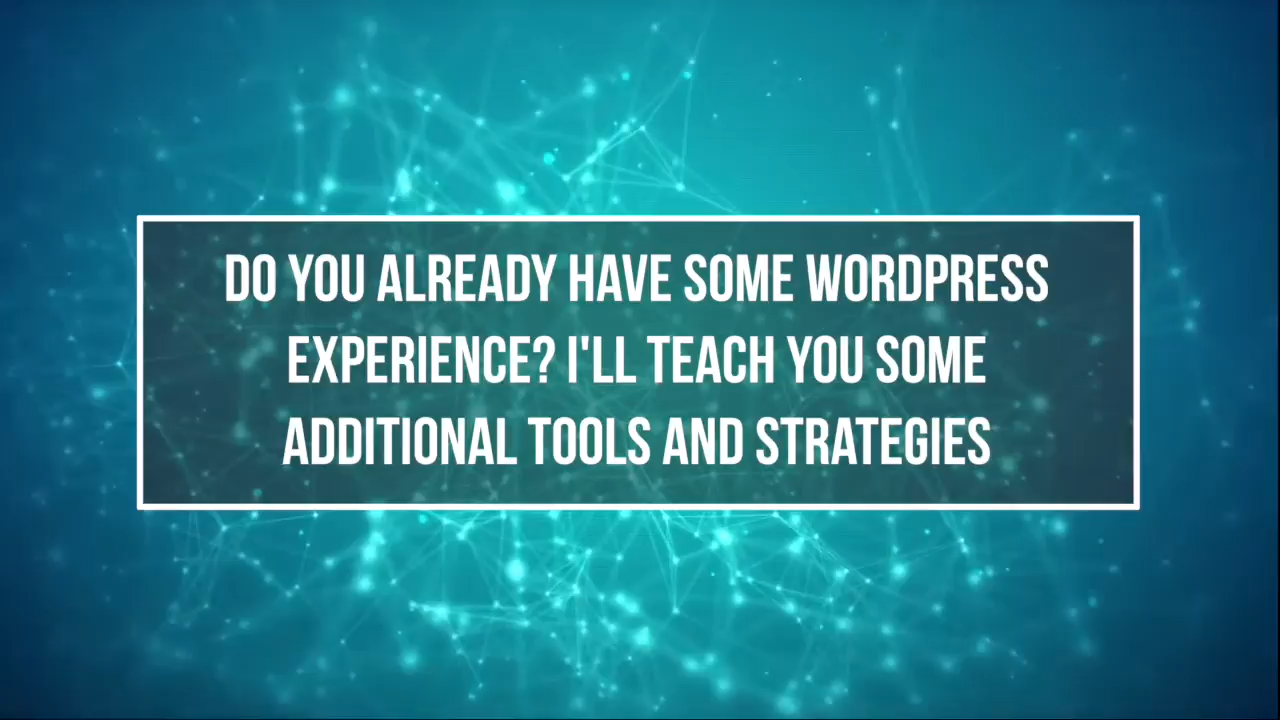 DO YOU ALREADY HAVE SOME WORDPRESS
EXPERIENCE? I'LL TEACH YOU SOME
ADDITIONAL TOOLS AND STRATEGIES